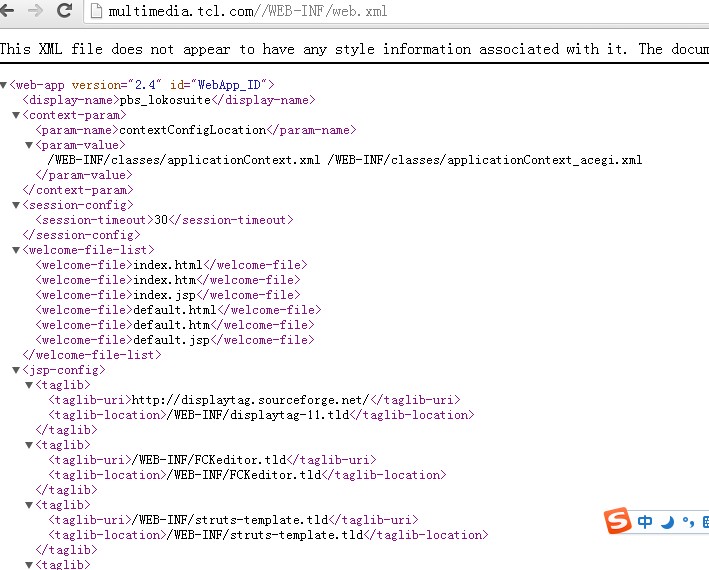 multimedia.tcl.com//WEB-INF/web.xml
This XML file does not appear to have any style information associated with it. The docum
▼<web-app version="2.4" id="WebApp_ID">
<display-name>pbs_lokosuite</display-name>
▼<context-param>
<param-name>contextConfigLocation</param-name>
▼<param-value>
/WEB-INF/classes/applicationContext.xml /WEB-INF/classes/applicationContext_acegi.xml
</param-value>
</context-param>
▼<session-config>
<session-timeout>30</session-timeout>
</session-config>
▼<welcome-file-list>
<welcome-file>index.html</welcome-file>
<welcome-file>index.htm</welcome-file>
<welcome-file>index.jsp</welcome-file>
<welcome-file>default.html</welcome-file>
<welcome-file>default.htm</welcome-file>
<welcome-file>default.jsp</welcome-file>
</welcome-file-list>
▼<jsp-config>
▼<taglib>
<taglib-uri>http://displaytag.sourceforge.net/</taglib-uri>
<taglib-location>/WEB-INF/displaytag-11.tld</taglib-location>
</taglib>
▼<taglib>
<taglib-uri>/WEB-INF/FCKeditor.tld</taglib-uri>
<taglib-location>/WEB-INF/FCKeditor.tld</taglib-location>
</taglib>
▼<taglib>
<taglib-uri>/WEB-INF/struts-template.tld</taglib-uri>
<taglib-location>/WEB-INF/struts-template.tld</taglib-location>
</taglib>
▼<taglib>
S 中